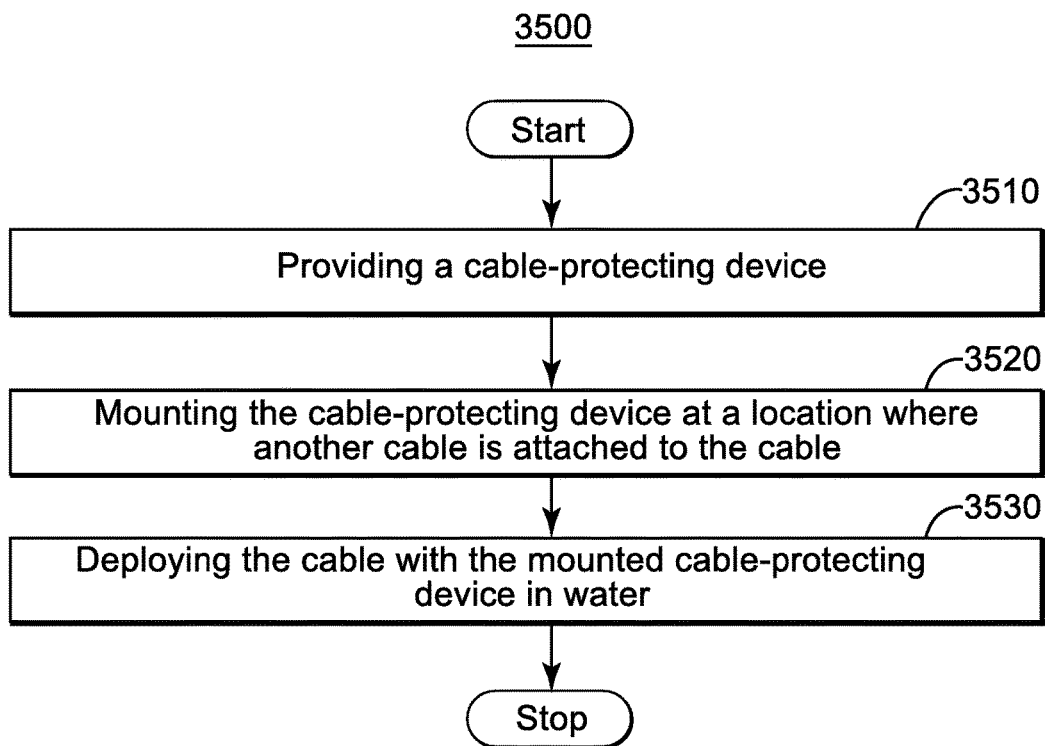 3500
Start
3510
Providing a cable-protecting device
3520
Mounting the cable-protecting device at a location where
another cable is attached to the cable
3530
Deploying the cable with the mounted cable-protecting
device in water
Stop